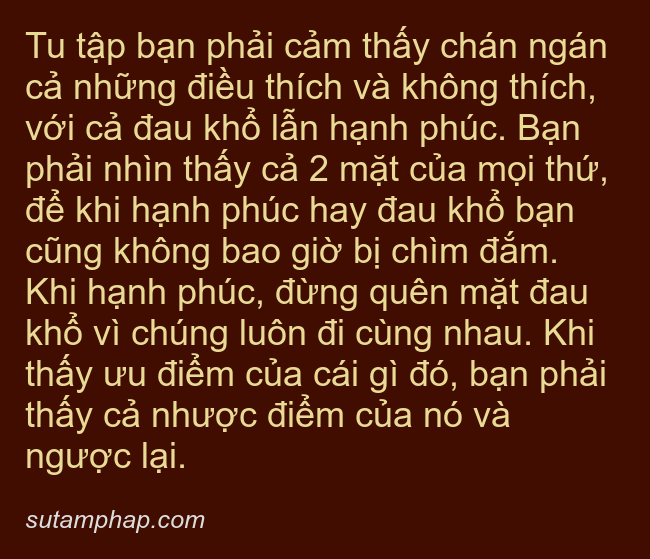 Tu tập bạn phải cảm thấy chán ngán
cả những điều thích và không thích,
với cả đau khổ lẫn hạnh phúc. Bạn
phải nhìn thấy cả 2 mặt của mọi thứ,
để khi hạnh phúc hay đau khổ bạn
cũng không bao giờ bị chìm đắm.
Khi hạnh phúc, đừng quên mặt đau
khổ vì chúng luôn đi cùng nhau. Khi
thấy ưu điểm của cái gì đó, bạn phải
thấy cả nhược điểm của nó và
ngược lại.
sutamphap.com